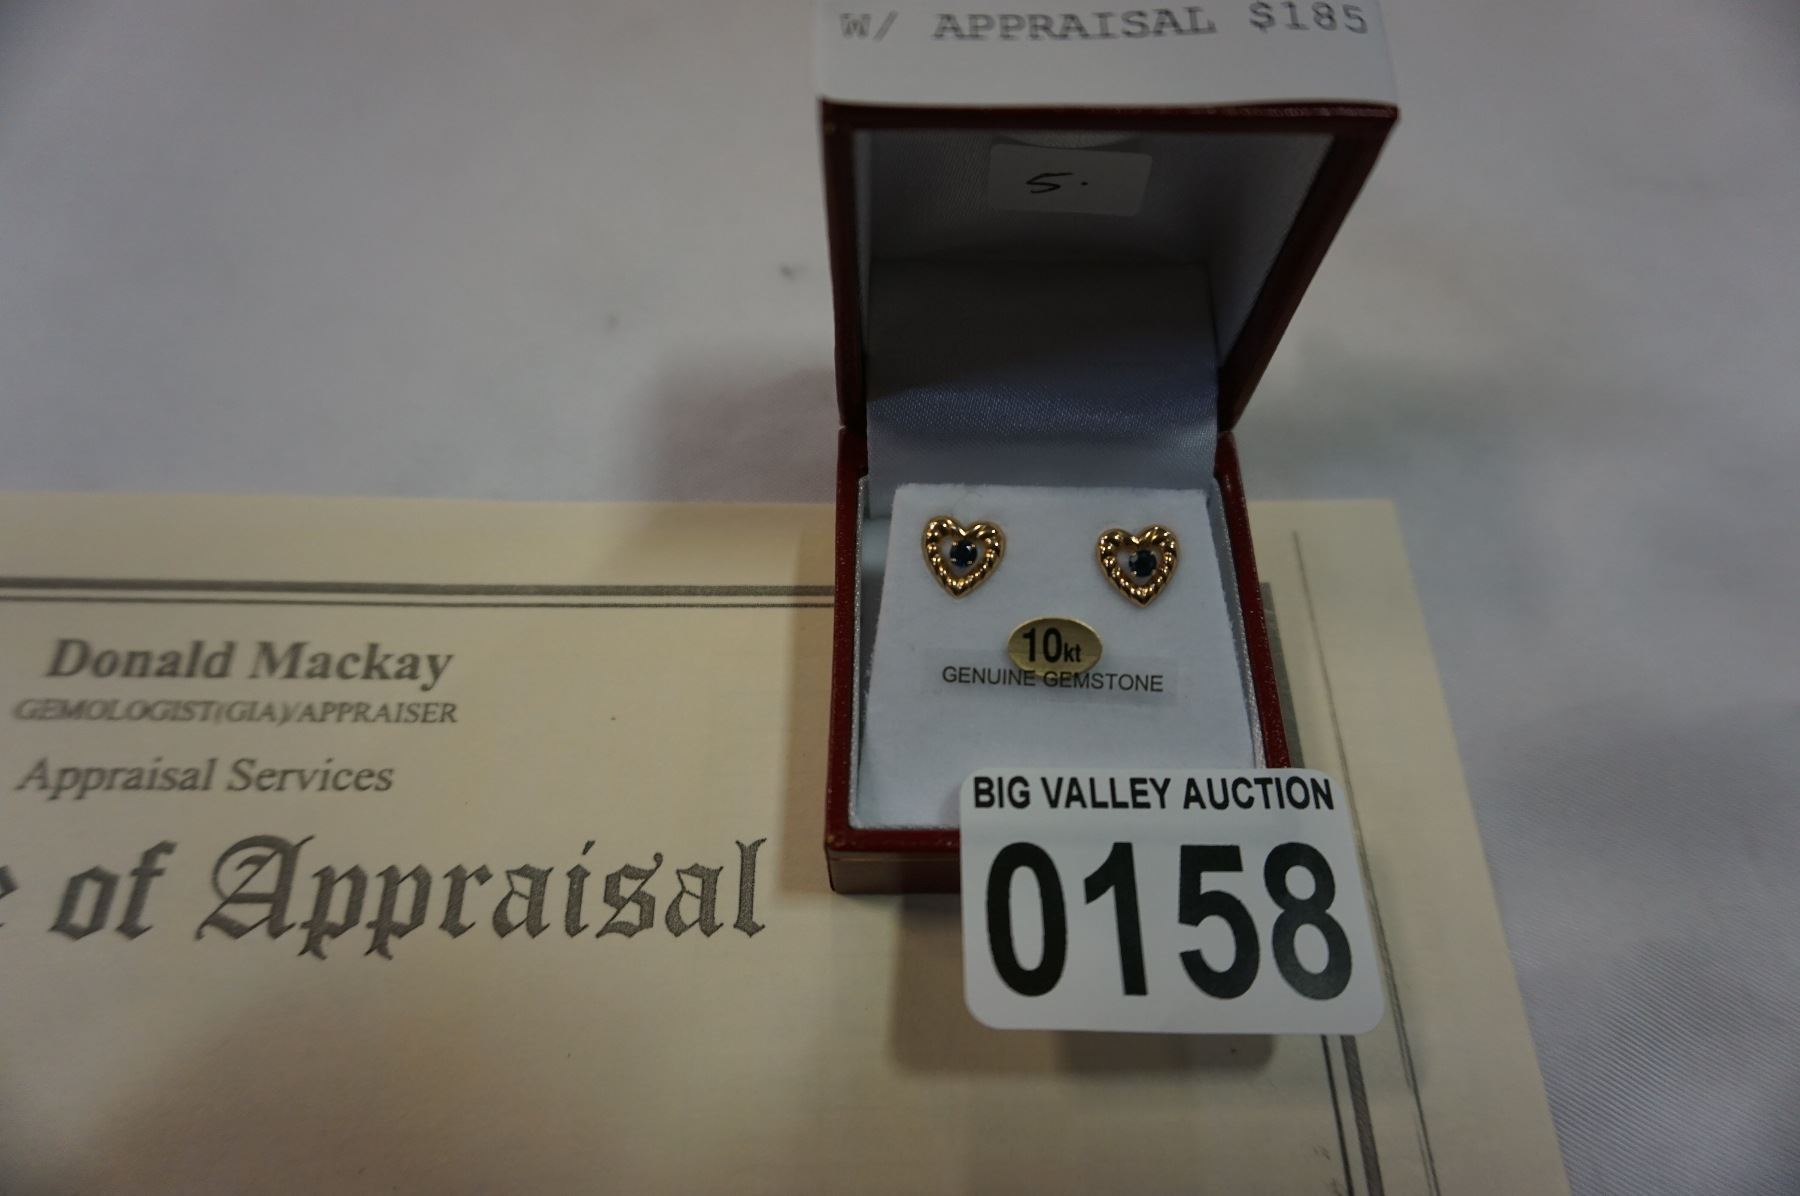 W/ APPRAISAL $185
5.
10kt
GENUINE GEMSTONE
BIG VALLEY AUCTION
0158
Donald Mackay
GEMOLOGIST(GIA)/APPRAISER
Appraisal Services
of Appraisal